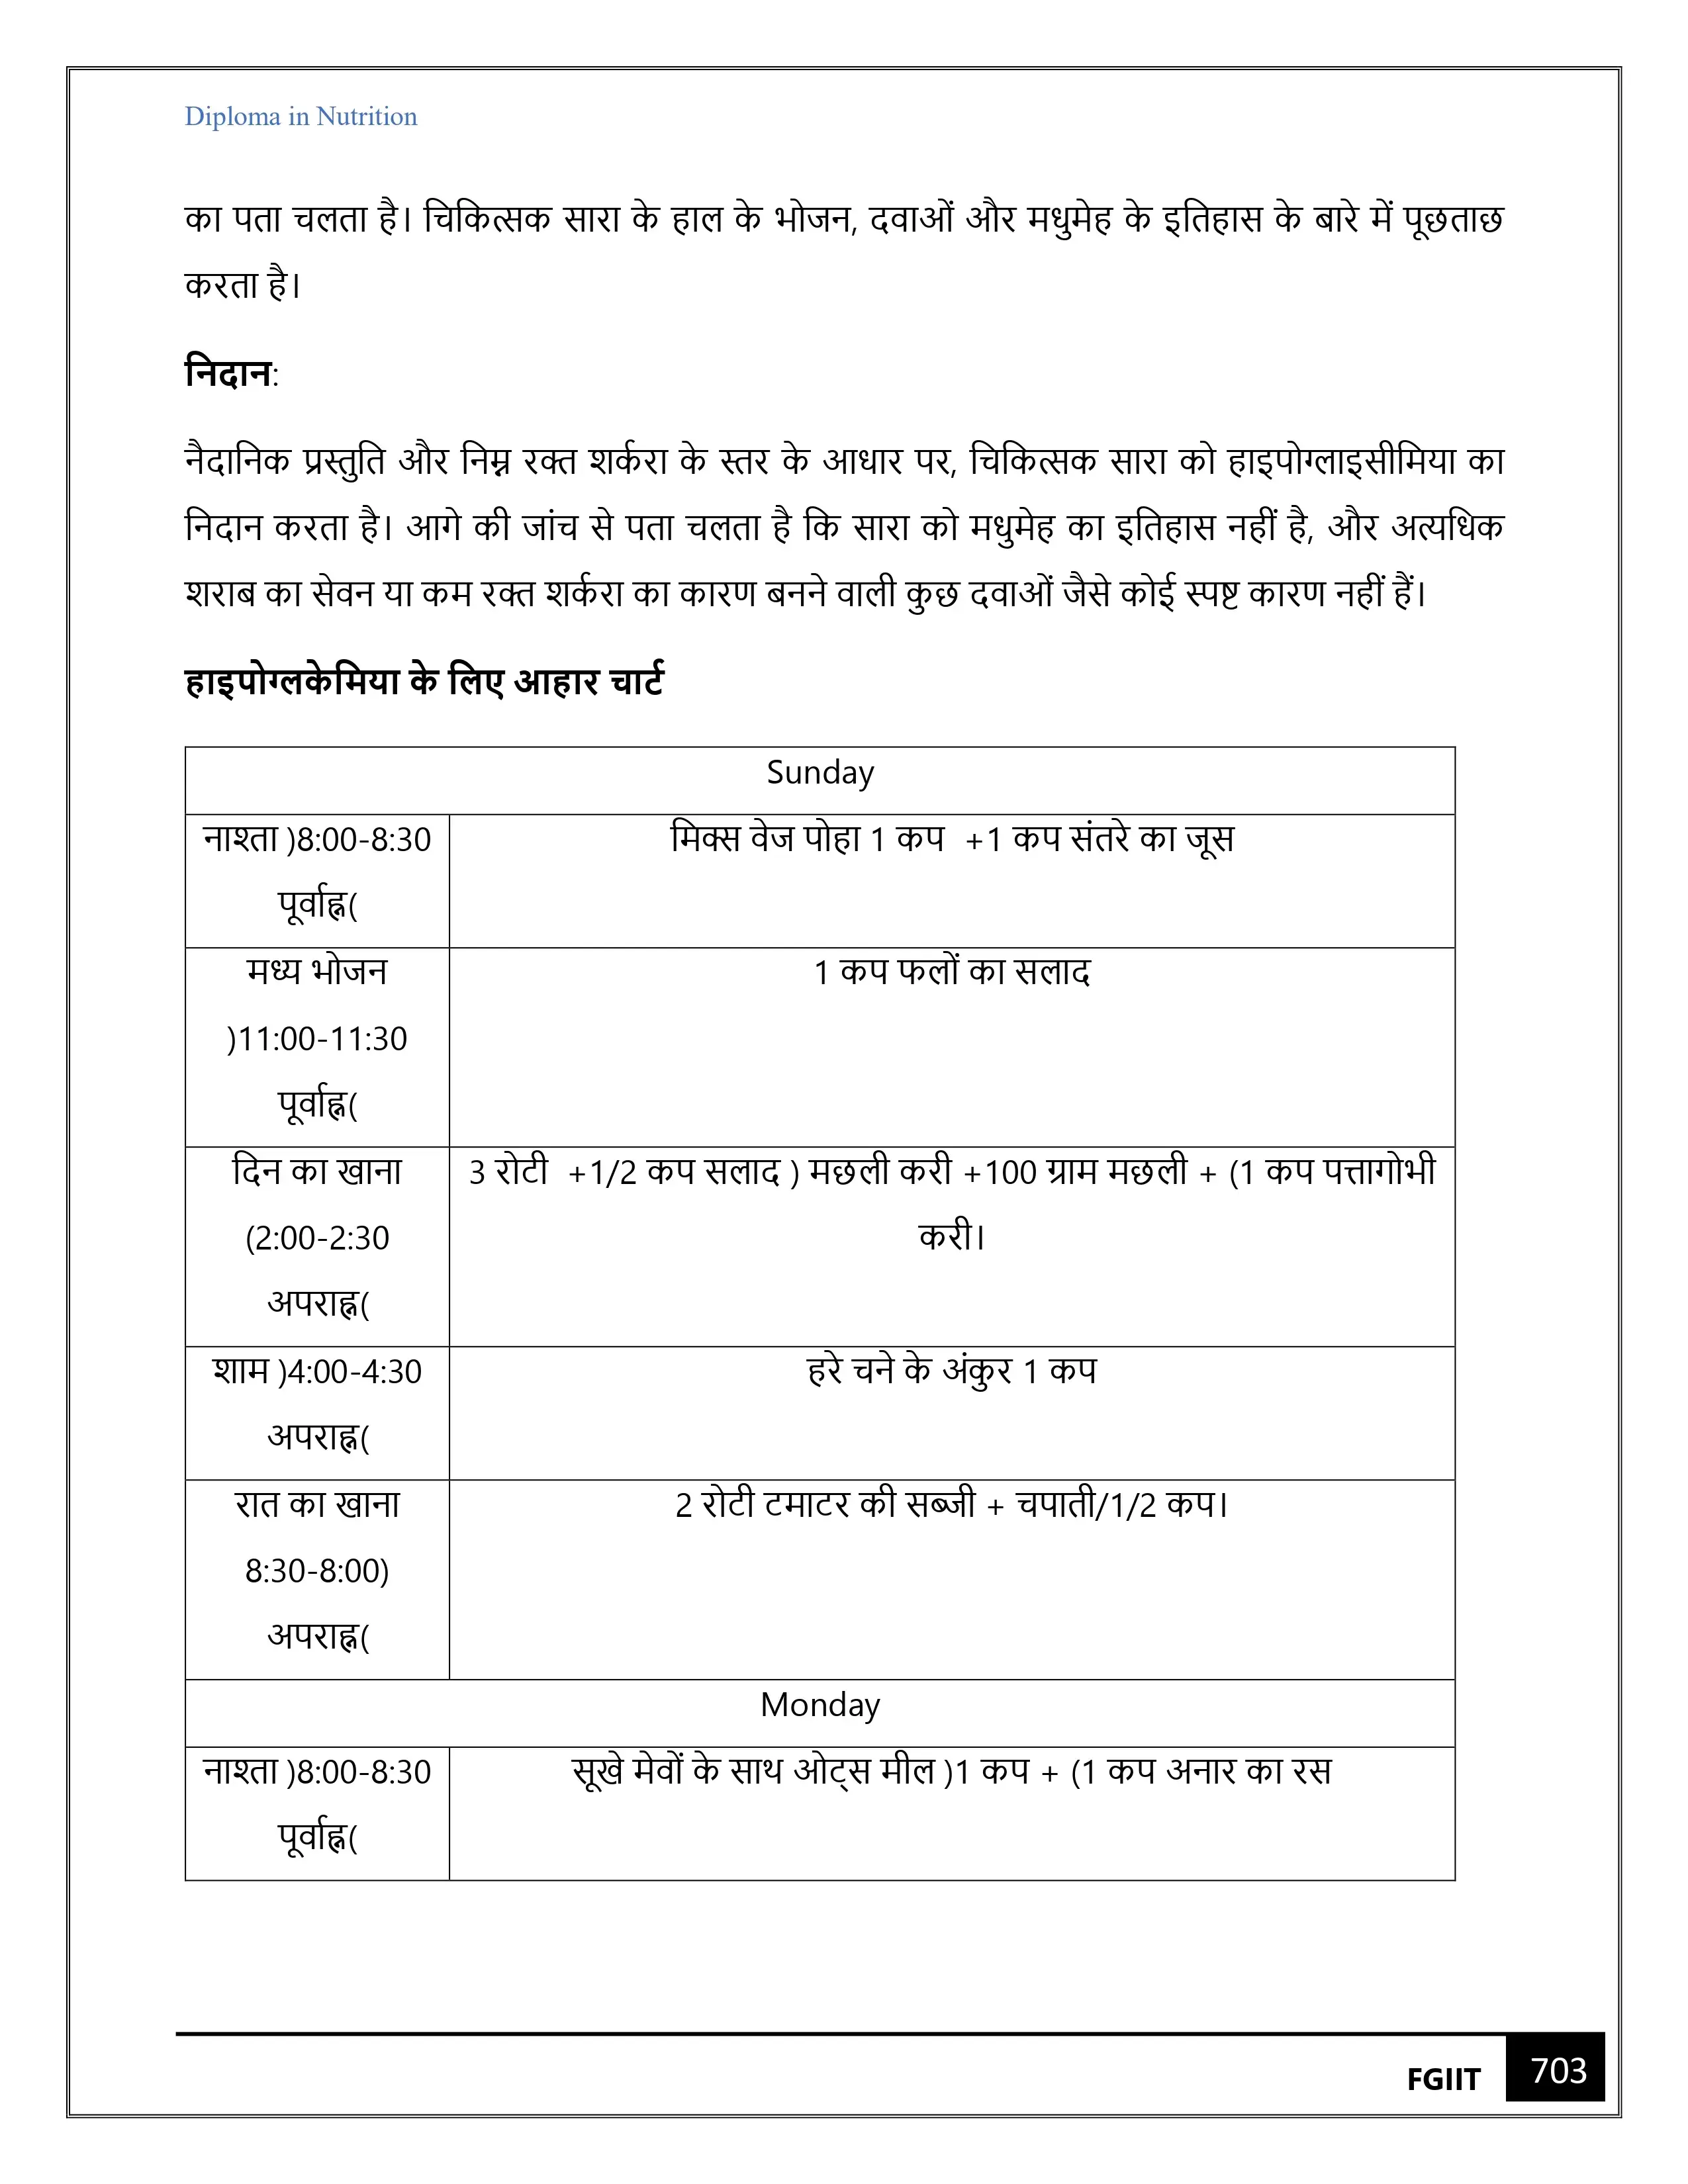 Diploma in Nutrition
का पता चलता है। चिकित्सक सारा के हाल के भोजन, दवाओं और मधुमेह के इतिहास के बारे में पूछताछ
करता है।
निदान:
नैदानिक प्रस्तुति और निम्न रक्त शर्करा के स्तर के आधार पर, चिकित्सक सारा को हाइपोग्लाइसीमिया का
निदान करता है। आगे की जांच से पता चलता है कि सारा को मधुमेह का इतिहास नहीं है, और अत्यधिक
शराब का सेवन या कम रक्त शर्करा का कारण बनने वाली कुछ दवाओं जैसे कोई स्पष्ट कारण नहीं हैं।
हाइपोग्लकेमिया के लिए आहार चार्ट
Sunday
नाश्ता )8:00-8:30
पूर्वाह्न(
मिक्स वेज पोहा 1 कप +1 कप संतरे का जूस
मध्य भोजन
)11:00-11:30
पूर्वाह्न(
1 कप फलों का सलाद
दिन का खाना
(2:00-2:30
अपराह्न(
3 रोटी +1/2 कप सलाद ) मछली करी +100 ग्राम मछली + (1 कप पत्तागोभी
करी।
शाम )4:00-4:30
अपराह्न(
हरे चने के अंकुर 1 कप
रात का खाना
8:30-8:00)
अपराह्न(
2 रोटी टमाटर की सब्जी + चपाती/1/2 कप।
Monday
नाश्ता )8:00-8:30
पूर्वाह्न(
सूखे मेवों के साथ ओट्स मील )1 कप + (1 कप अनार का रस
FGIIT 703